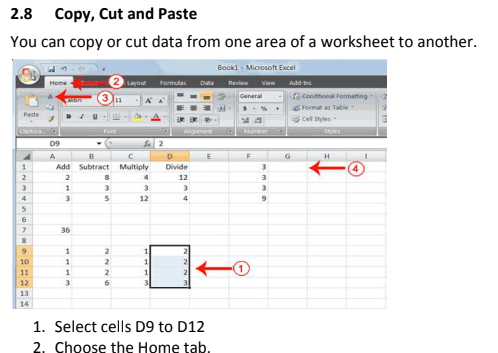 2.8 Copy, Cut and Paste
You can copy or cut data from one area of a worksheet to another.
Book1 - Microsoft Excel
Home Layout Formulas Data Review View Add-Ins
2
3
11 A A General Conditional Formatting
Paste B I U $ % , Format as Table
Cell Styles
Font Alignment Number Styles
D9 fx 2
A B C D E F G H I
1 Add Subtract Multiply Divide 3 4
2 2 8 4 12 3
3 1 3 3 3 3
4 3 5 12 4 9
5
6
7 36
8
9 1 2 1 2
10 1 2 1 2 1
11 1 2 1 2
12 3 6 3 3
13
14
1. Select cells D9 to D12
2. Choose the Home tab.